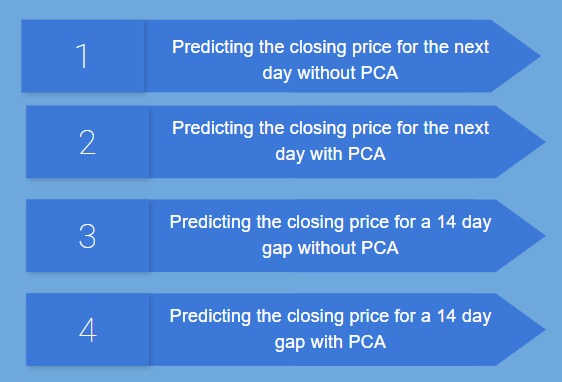 1
Predicting the closing price for the next
day without PCA
2
Predicting the closing price for the next
day with PCA
3
Predicting the closing price for a 14 day
gap without PCA
4
Predicting the closing price for a 14 day
gap with PCA